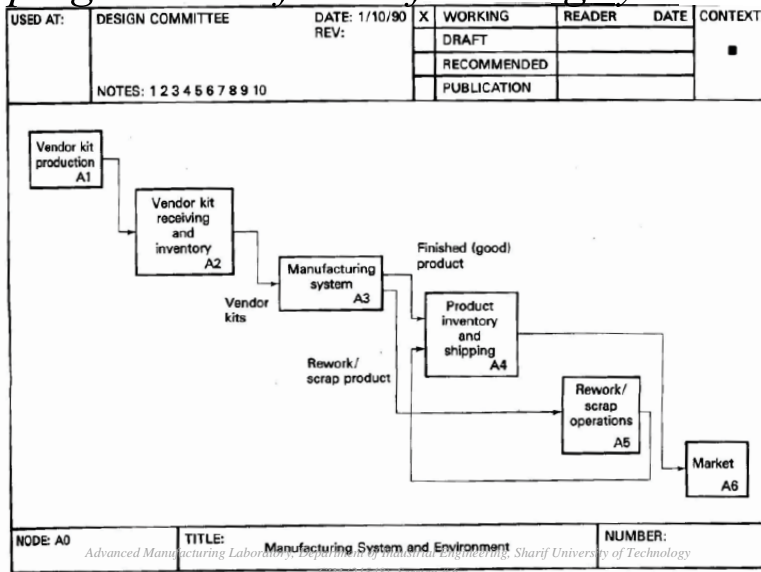 USED AT:
DESIGN COMMITTEE
DATE: 1/10/90
REV:
NOTES: 1 2 3 4 5 6 7 8 9 10
X
WORKING
DRAFT
RECOMMENDED
PUBLICATION
READER DATE
CONTEXT
Vendor kit
production
A1
Vendor kit
receiving
and
inventory
A2
Vendor
kits
Manufacturing
system
A3
Finished (good)
product
Rework/
scrap product
Product
inventory
and
shipping
A4
Rework/
scrap
operations
A5
Market
A6
NODE: A0
TITLE:
Manufacturing System and Environment
NUMBER:
Advanced Manufacturing Laboratory, Department of Industrial Engineering, Sharif University of Technology